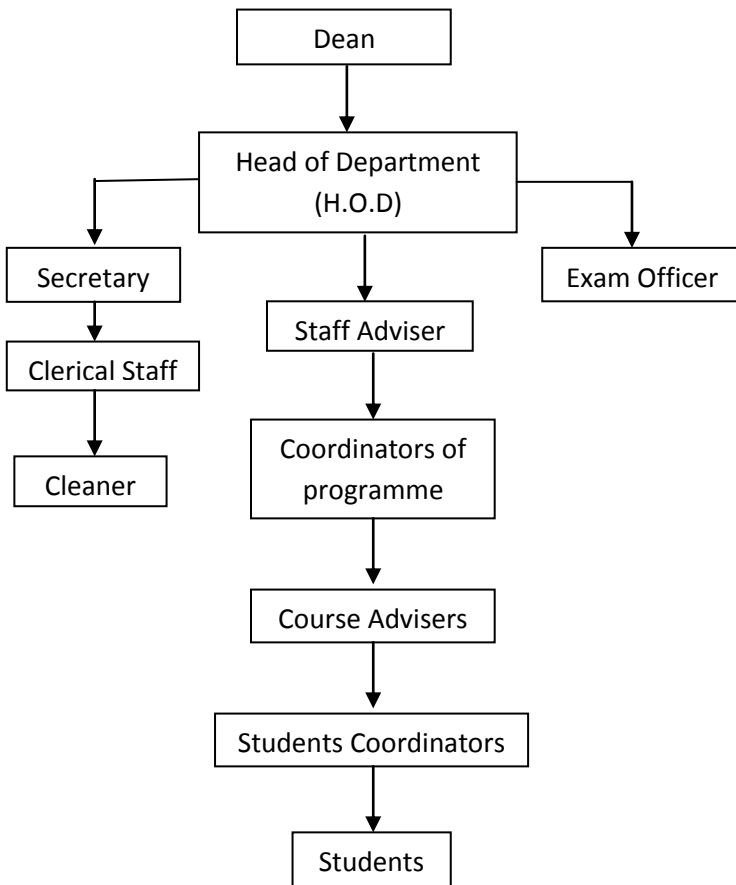 Dean
Head of Department
(H.O.D)
Secretary
Exam Officer
Staff Adviser
Clerical Staff
Coordinators of
programme
Cleaner
Course Advisers
Students Coordinators
Students